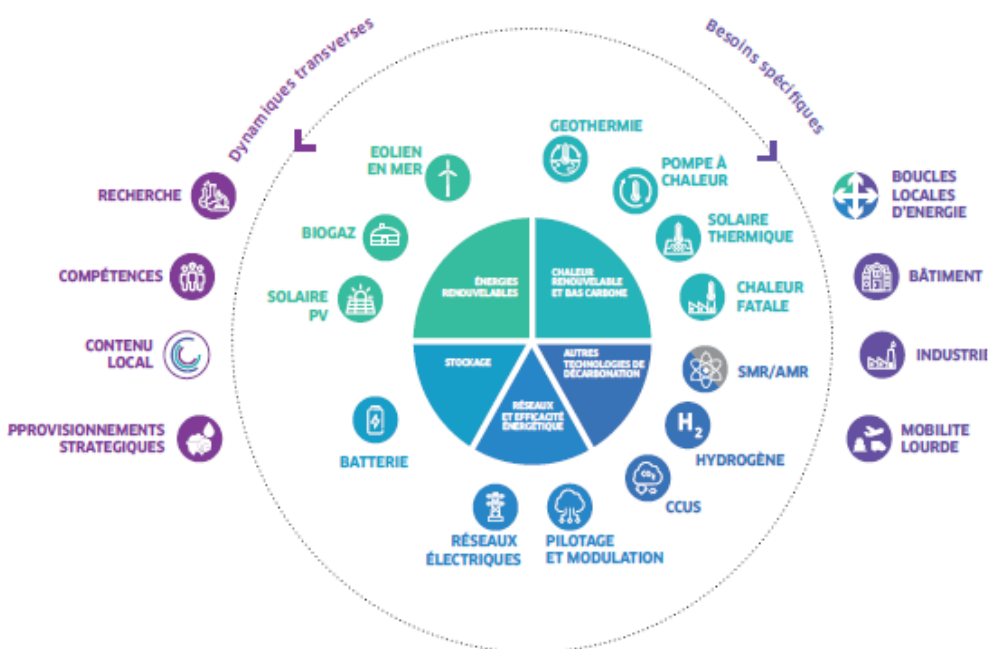 Dynamiques transverses
Besoins spécifiques
RECHERCHE
COMPÉTENCES
CONTENU
LOCAL
PPROVISIONNEMENTS
STRATEGIQUES
EOLIEN
EN MER
BIOGAZ
SOLAIRE
PV
GEOTHERMIE
POMPE À
CHALEUR
SOLAIRE
THERMIQUE
CHALEUR
FATALE
ÉNERGIES
RENOUVELABLES
CHALEUR
RENOUVELABLE
ET BAS CARBONE
STOCKAGE
RÉSEAUX
ET EFFICACITÉ
ÉNERGÉTIQUE
AUTRES
TECHNOLOGIES DE
DÉCARBONATION
SMR/AMR
H₂
HYDROGÈNE
CO₂
CCUS
BATTERIE
RÉSEAUX
ÉLECTRIQUES
PILOTAGE
ET MODULATION
BOUCLES
LOCALES
D'ENERGIE
BÂTIMENT
INDUSTRII
MOBILITE
LOURDE